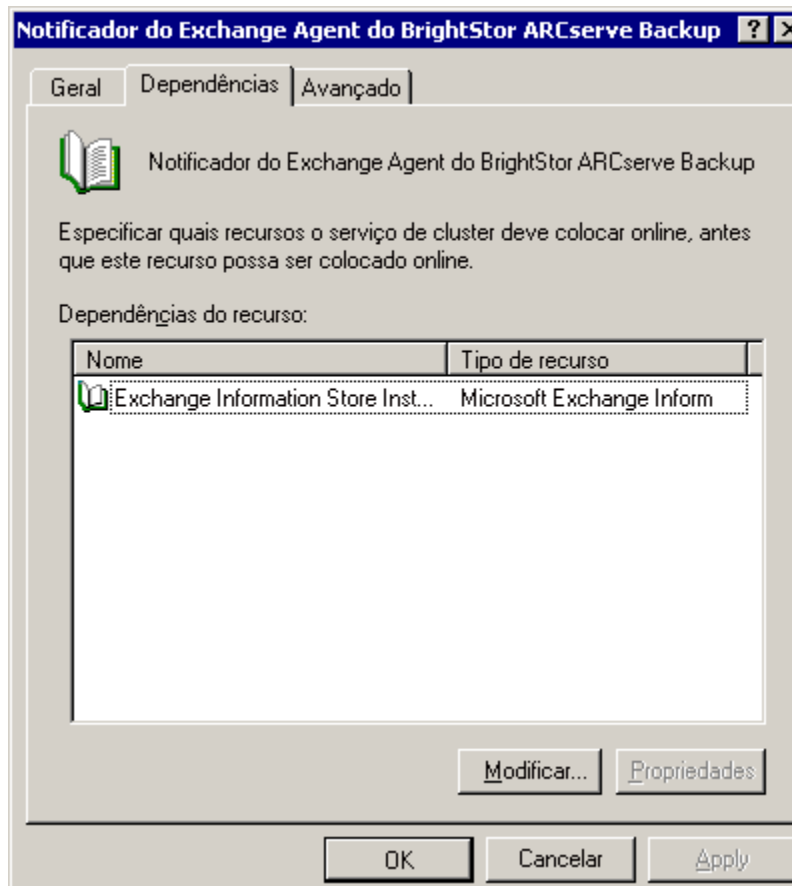 Notificador do Exchange Agent do BrightStor ARCserve Backup
Geral Dependências Avançado
Notificador do Exchange Agent do BrightStor ARCserve Backup
Especificar quais recursos o serviço de cluster deve colocar online, antes
que este recurso possa ser colocado online.
Dependências do recurso:
Nome Tipo de recurso
Exchange Information Store Inst... Microsoft Exchange Inform
Modificar... Propriedades
OK Cancelar Apply